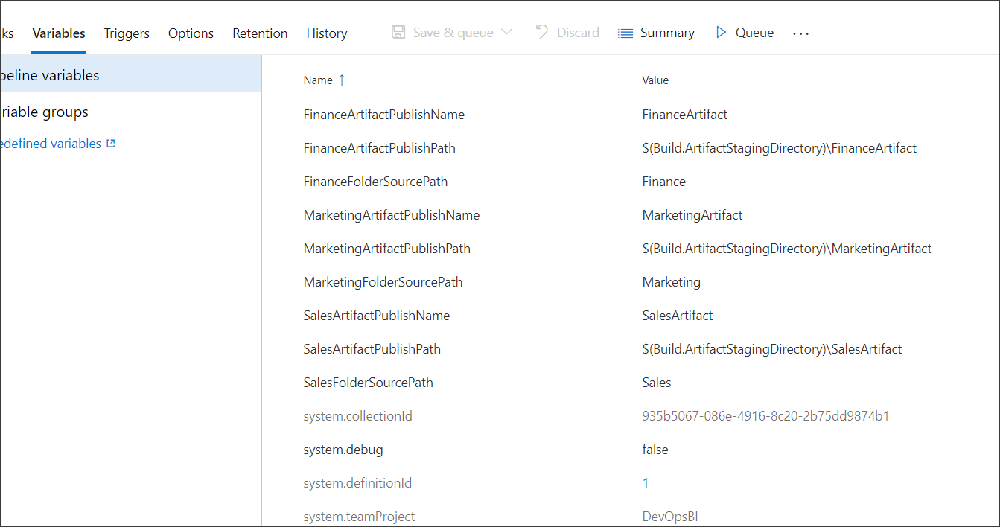 ks Variables Triggers Options Retention History Save & queue Discard Summary Queue ...
peline variables
riable groups
edefined variables
Name ↑ Value
FinanceArtifactPublishName FinanceArtifact
FinanceArtifactPublishPath $(Build.ArtifactStagingDirectory)\FinanceArtifact
FinanceFolderSourcePath Finance
MarketingArtifactPublishName MarketingArtifact
MarketingArtifactPublishPath $(Build.ArtifactStagingDirectory)\MarketingArtifact
MarketingFolderSourcePath Marketing
SalesArtifactPublishName SalesArtifact
SalesArtifactPublishPath $(Build.ArtifactStagingDirectory)\SalesArtifact
SalesFolderSourcePath Sales
system.collectionId 935b5067-086e-4916-8c20-2b75dd9874b1
system.debug false
system.definitionId 1
system.teamProject DevOpsBI